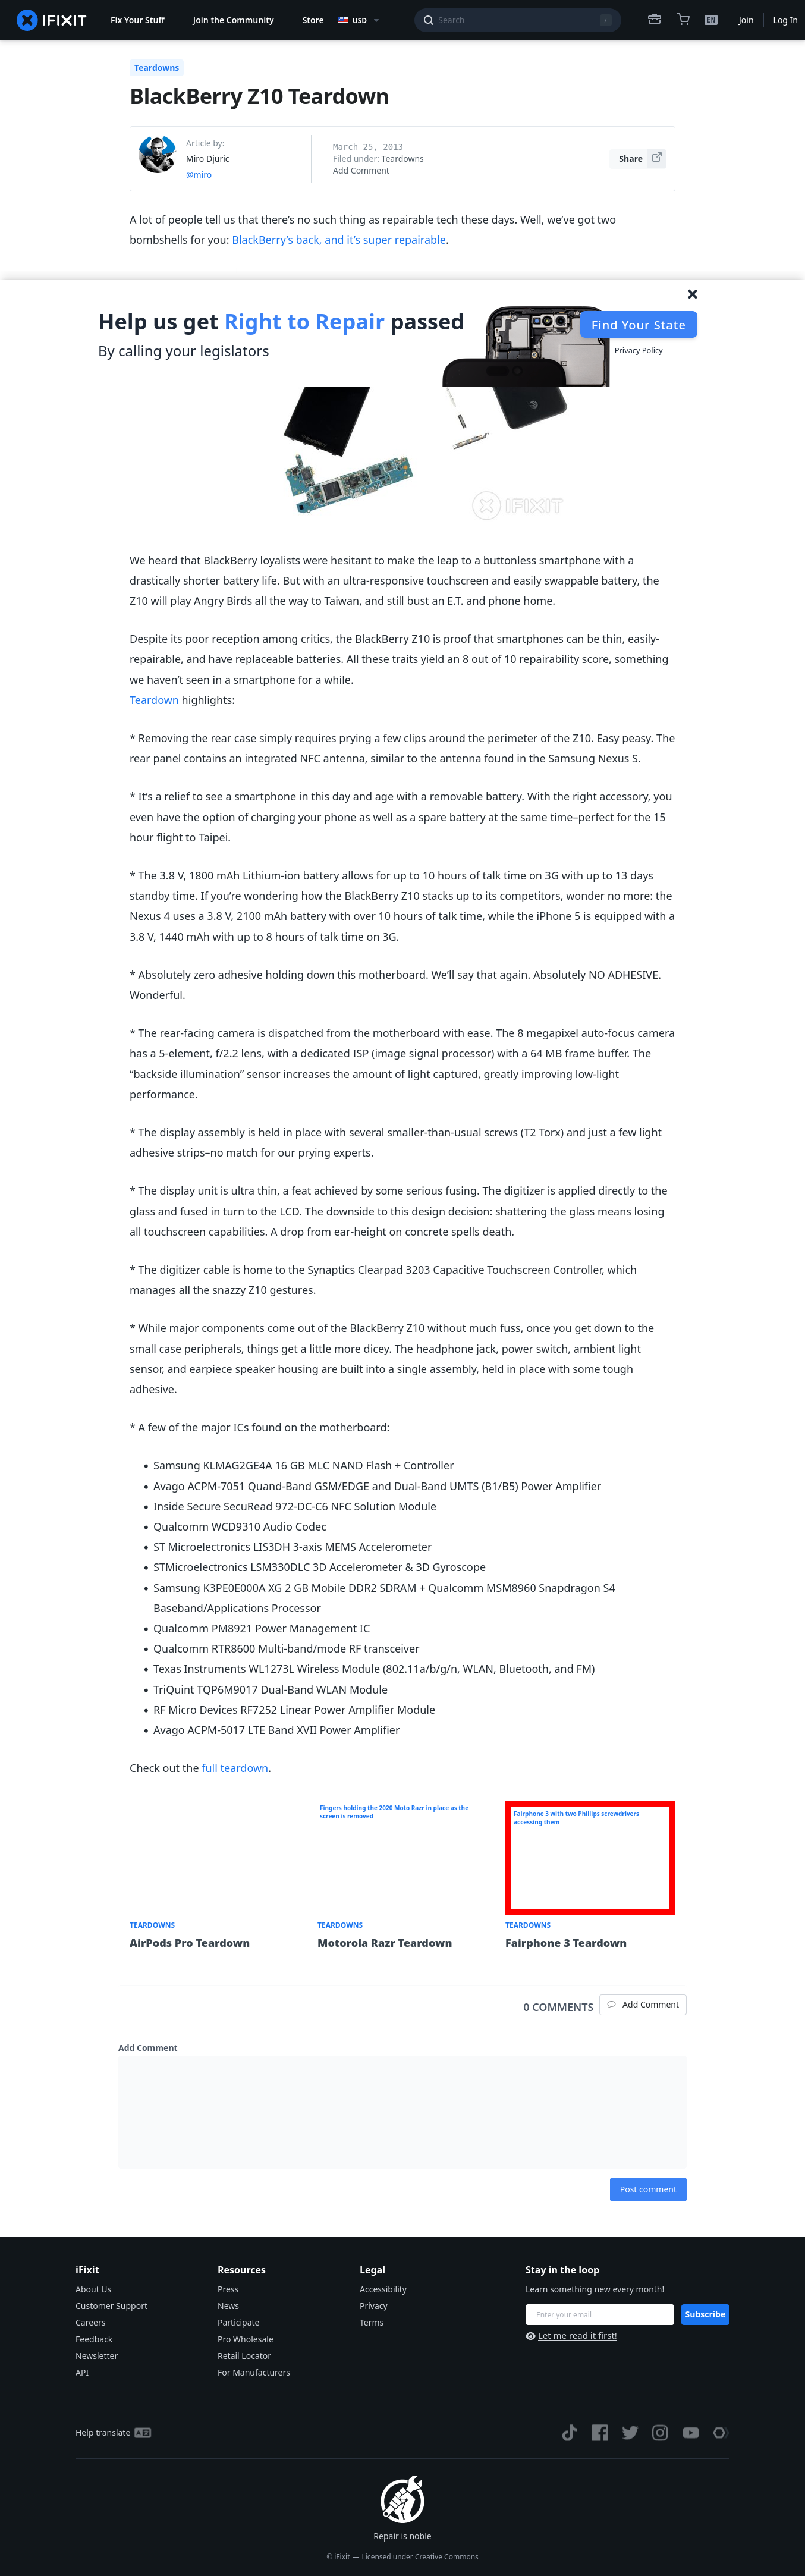 IFIXIT
Fix Your Stuff
Join the Community
Store
USD
Search
/
EN
Join
Log In
Teardowns
BlackBerry Z10 Teardown
Article by:
Miro Djuric
@miro
March 25, 2013
Filed under: Teardowns
Add Comment
Share
A lot of people tell us that there’s no such thing as repairable tech these days. Well, we’ve got two
bombshells for you: BlackBerry’s back, and it’s super repairable.
Help us get Right to Repair passed
By calling your legislators
Find Your State
Privacy Policy
IFIXIT
We heard that BlackBerry loyalists were hesitant to make the leap to a buttonless smartphone with a
drastically shorter battery life. But with an ultra-responsive touchscreen and easily swappable battery, the
Z10 will play Angry Birds all the way to Taiwan, and still bust an E.T. and phone home.
Despite its poor reception among critics, the BlackBerry Z10 is proof that smartphones can be thin, easily-
repairable, and have replaceable batteries. All these traits yield an 8 out of 10 repairability score, something
we haven’t seen in a smartphone for a while.
Teardown highlights:
* Removing the rear case simply requires prying a few clips around the perimeter of the Z10. Easy peasy. The
rear panel contains an integrated NFC antenna, similar to the antenna found in the Samsung Nexus S.
* It’s a relief to see a smartphone in this day and age with a removable battery. With the right accessory, you
even have the option of charging your phone as well as a spare battery at the same time–perfect for the 15
hour flight to Taipei.
* The 3.8 V, 1800 mAh Lithium-ion battery allows for up to 10 hours of talk time on 3G with up to 13 days
standby time. If you’re wondering how the BlackBerry Z10 stacks up to its competitors, wonder no more: the
Nexus 4 uses a 3.8 V, 2100 mAh battery with over 10 hours of talk time, while the iPhone 5 is equipped with a
3.8 V, 1440 mAh with up to 8 hours of talk time on 3G.
* Absolutely zero adhesive holding down this motherboard. We’ll say that again. Absolutely NO ADHESIVE.
Wonderful.
* The rear-facing camera is dispatched from the motherboard with ease. The 8 megapixel auto-focus camera
has a 5-element, f/2.2 lens, with a dedicated ISP (image signal processor) with a 64 MB frame buffer. The
“backside illumination” sensor increases the amount of light captured, greatly improving low-light
performance.
* The display assembly is held in place with several smaller-than-usual screws (T2 Torx) and just a few light
adhesive strips–no match for our prying experts.
* The display unit is ultra thin, a feat achieved by some serious fusing. The digitizer is applied directly to the
glass and fused in turn to the LCD. The downside to this design decision: shattering the glass means losing
all touchscreen capabilities. A drop from ear-height on concrete spells death.
* The digitizer cable is home to the Synaptics Clearpad 3203 Capacitive Touchscreen Controller, which
manages all the snazzy Z10 gestures.
* While major components come out of the BlackBerry Z10 without much fuss, once you get down to the
small case peripherals, things get a little more dicey. The headphone jack, power switch, ambient light
sensor, and earpiece speaker housing are built into a single assembly, held in place with some tough
adhesive.
* A few of the major ICs found on the motherboard:
• Samsung KLMAG2GE4A 16 GB MLC NAND Flash + Controller
• Avago ACPM-7051 Quand-Band GSM/EDGE and Dual-Band UMTS (B1/B5) Power Amplifier
• Inside Secure SecuRead 972-DC-C6 NFC Solution Module
• Qualcomm WCD9310 Audio Codec
• ST Microelectronics LIS3DH 3-axis MEMS Accelerometer
• STMicroelectronics LSM330DLC 3D Accelerometer & 3D Gyroscope
• Samsung K3PE0E000A XG 2 GB Mobile DDR2 SDRAM + Qualcomm MSM8960 Snapdragon S4
Baseband/Applications Processor
• Qualcomm PM8921 Power Management IC
• Qualcomm RTR8600 Multi-band/mode RF transceiver
• Texas Instruments WL1273L Wireless Module (802.11a/b/g/n, WLAN, Bluetooth, and FM)
• TriQuint TQP6M9017 Dual-Band WLAN Module
• RF Micro Devices RF7252 Linear Power Amplifier Module
• Avago ACPM-5017 LTE Band XVII Power Amplifier
Check out the full teardown.
Fingers holding the 2020 Moto Razr in place as the
screen is removed
Fairphone 3 with two Phillips screwdrivers
accessing them
TEARDOWNS
AirPods Pro Teardown
TEARDOWNS
Motorola Razr Teardown
TEARDOWNS
Fairphone 3 Teardown
0 COMMENTS
Add Comment
Add Comment
Post comment
iFixit
About Us
Customer Support
Careers
Feedback
Newsletter
API
Resources
Press
News
Participate
Pro Wholesale
Retail Locator
For Manufacturers
Legal
Accessibility
Privacy
Terms
Stay in the loop
Learn something new every month!
Enter your email
Subscribe
Let me read it first!
Help translate
Repair is noble
© iFixit — Licensed under Creative Commons